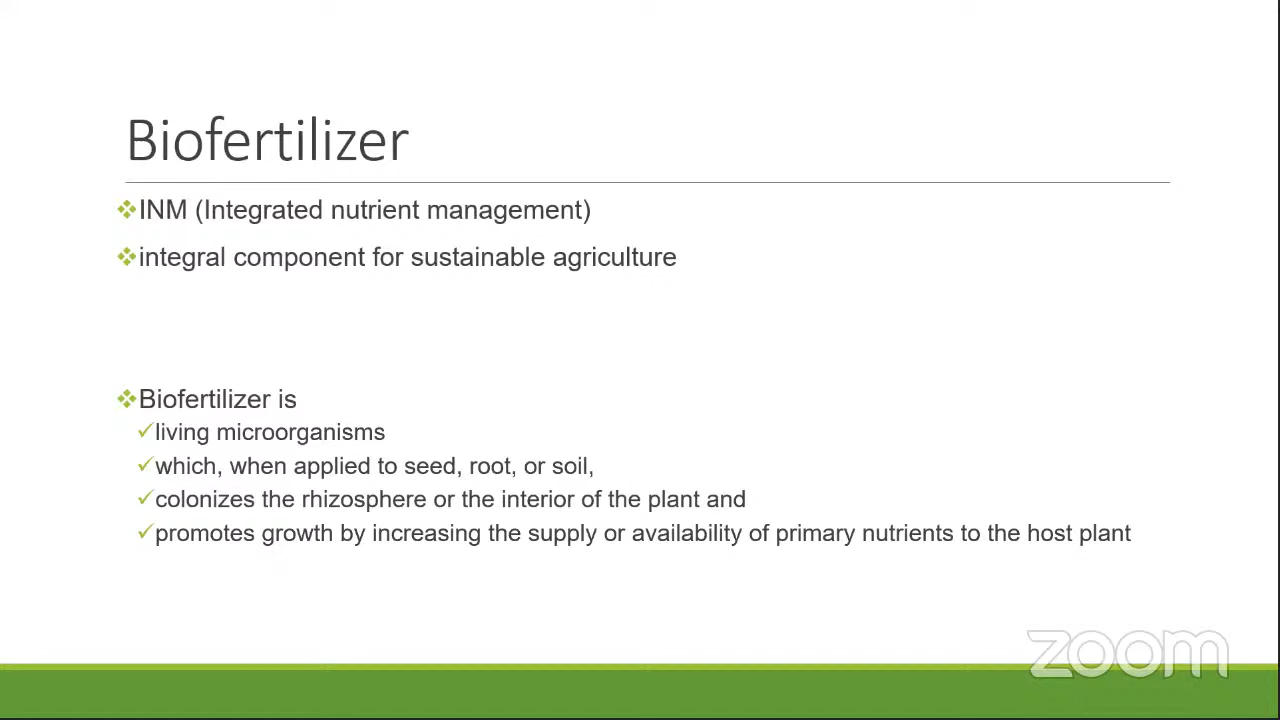 Biofertilizer
INM (Integrated nutrient management)
integral component for sustainable agriculture
Biofertilizer is
living microorganisms
which, when applied to seed, root, or soil,
colonizes the rhizosphere or the interior of the plant and
promotes growth by increasing the supply or availability of primary nutrients to the host plant
zoom